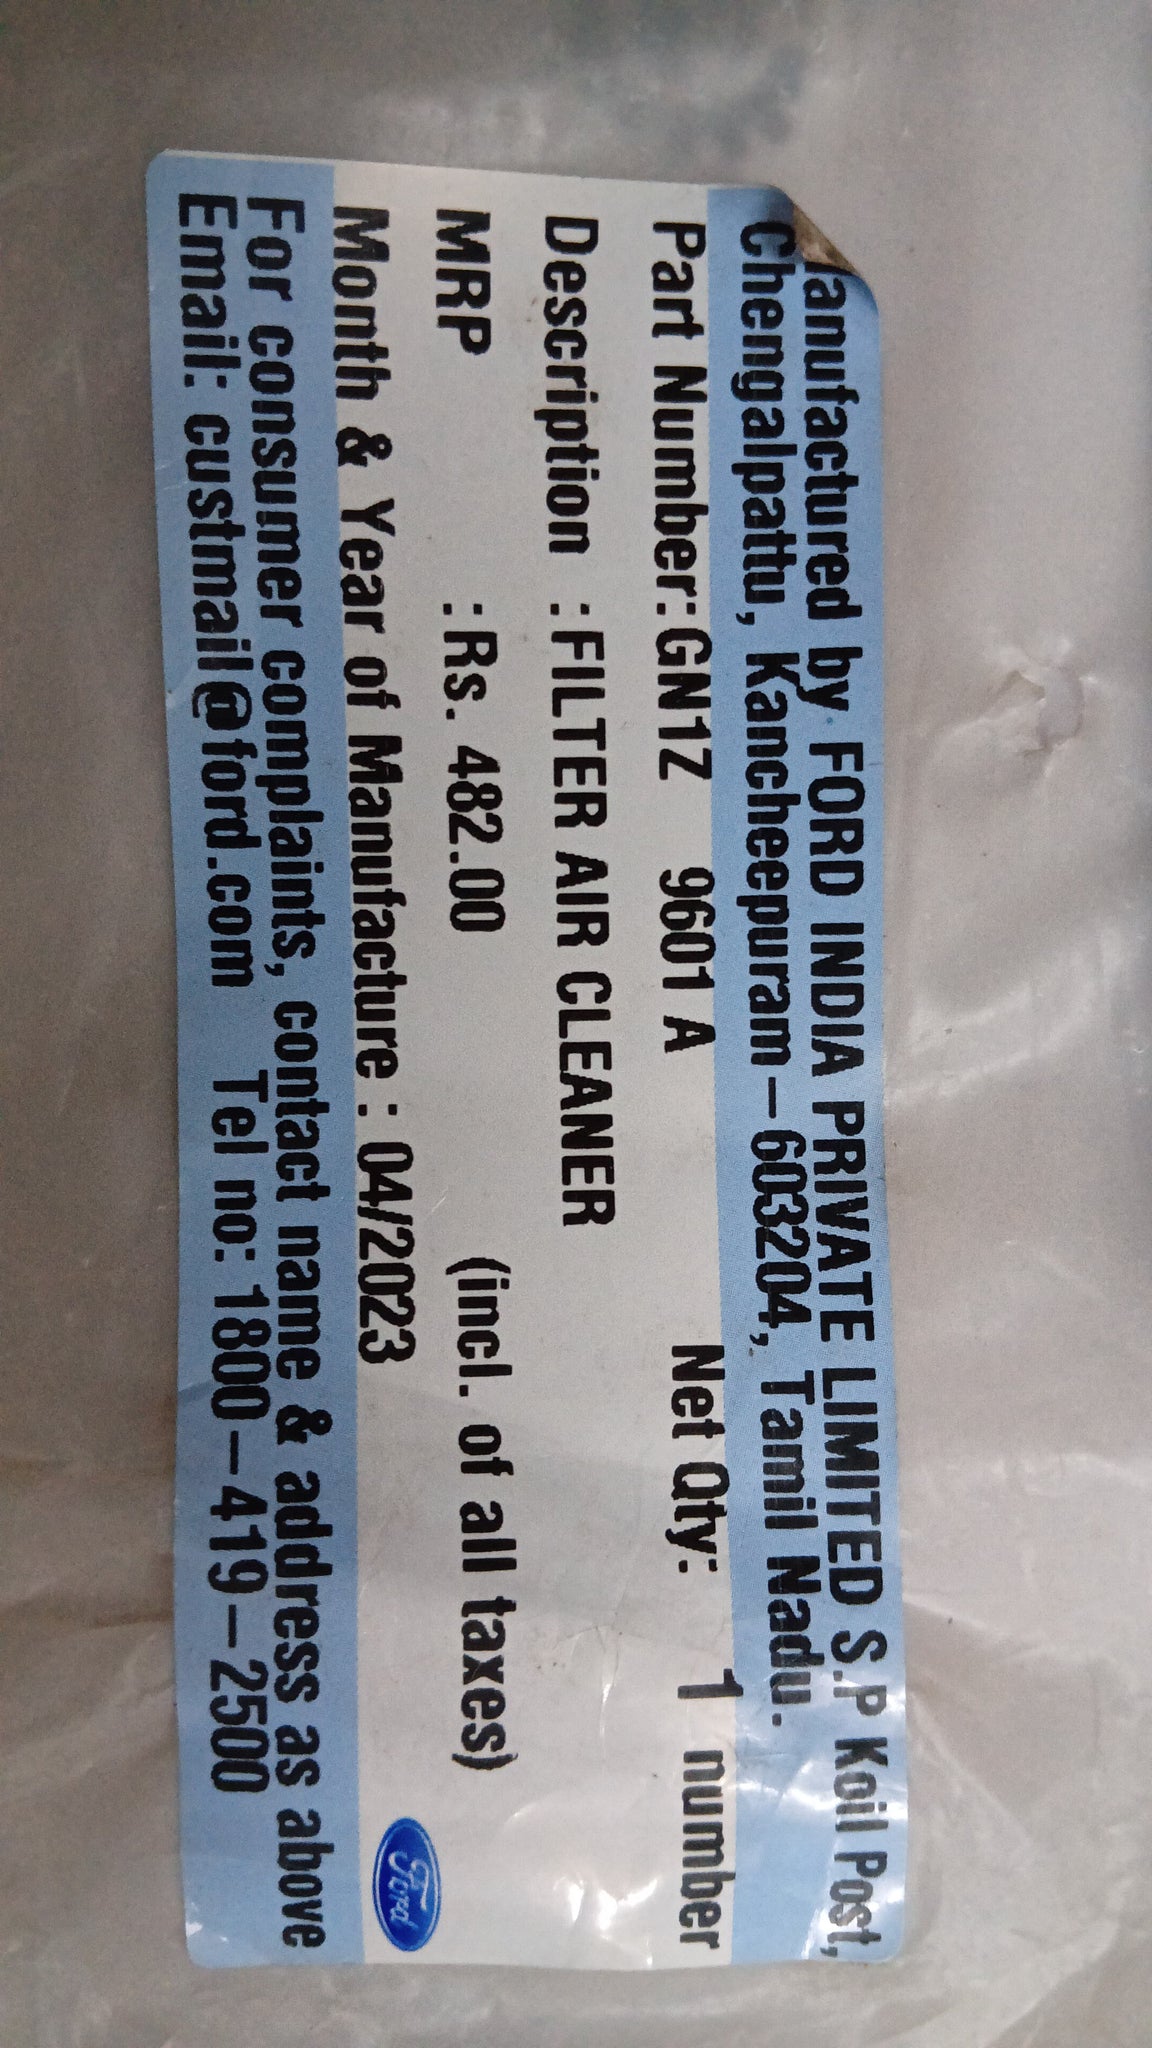 anufactured by FORD INDIA PRIVATE LIMITED S.P Koil Post,
Chengalpattu, Kancheepuram-603204, Tamil Nadu.
Part Number:GN1Z 9601 A Net Qty: 1 number
Description :FILTER AIR CLEANER
MRP :Rs. 482.00 (incl. of all taxes)
Month & Year of Manufacture : 04/2023
Ford
For consumer complaints, contact name & address as above
Email: custmail@ford.com Tel no: 1800-419-2500